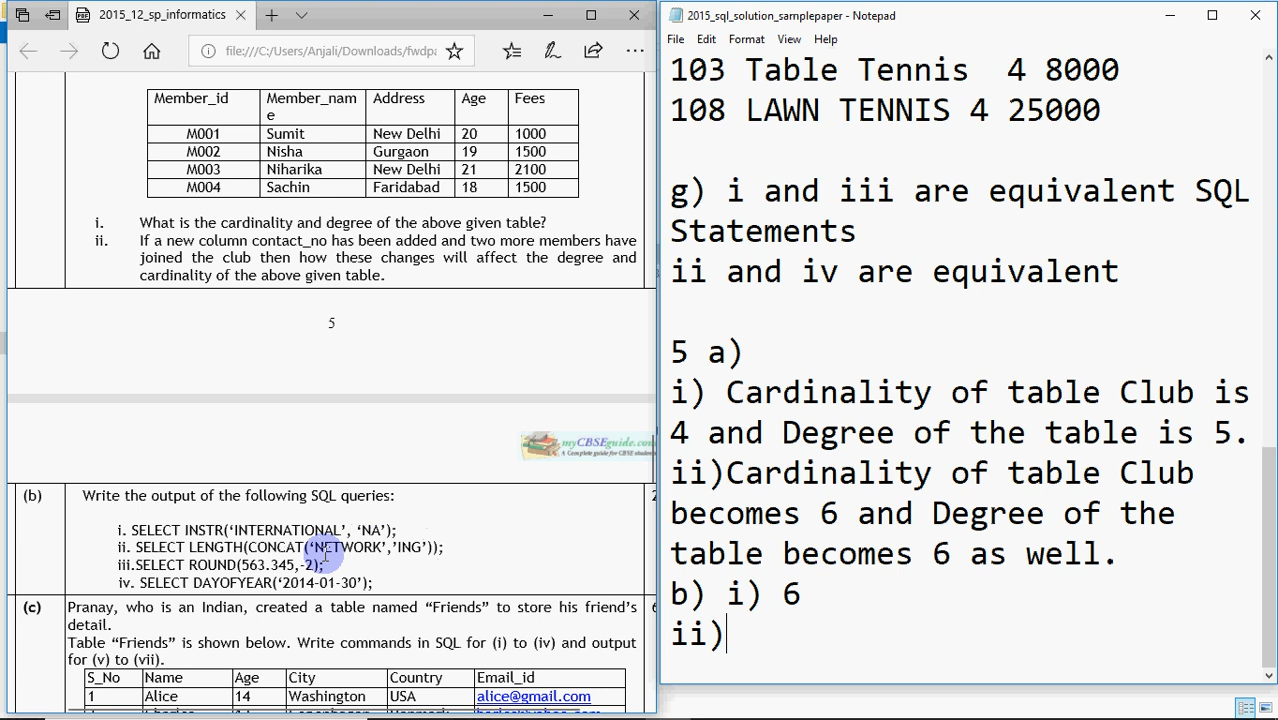 2015_12_sp_informatics
file:///C:/Users/Anjali/Downloads/fwdpa
Member_id Member_nam Address Age Fees
e
M001 Sumit New Delhi 20 1000
M002 Nisha Gurgaon 19 1500
M003 Niharika New Delhi 21 2100
M004 Sachin Faridabad 18 1500
i. What is the cardinality and degree of the above given table?
ii. If a new column contact_no has been added and two more members have
joined the club then how these changes will affect the degree and
cardinality of the above given table.
5
myCBSEguide.com
A Complete guide for CBSE student
(b) Write the output of the following SQL queries: 2
i. SELECT INSTR(‘INTERNATIONAL’, ‘NA’);
ii. SELECT LENGTH(CONCAT(‘NETWORK’,’ING’));
iii.SELECT ROUND(563.345,-2);
iv. SELECT DAYOFYEAR(‘2014-01-30’);
(c) Pranay, who is an Indian, created a table named “Friends” to store his friend’s 6
detail.
Table “Friends” is shown below. Write commands in SQL for (i) to (iv) and output
for (v) to (vii).
S_No Name Age City Country Email_id
1 Alice 14 Washington USA alice@gmail.com
2015_sql_solution_samplepaper - Notepad
File Edit Format View Help
103 Table Tennis 4 8000
108 LAWN TENNIS 4 25000
g) i and iii are equivalent SQL
Statements
ii and iv are equivalent
5 a)
i) Cardinality of table Club is
4 and Degree of the table is 5.
ii)Cardinality of table Club
becomes 6 and Degree of the
table becomes 6 as well.
b) i) 6
ii)